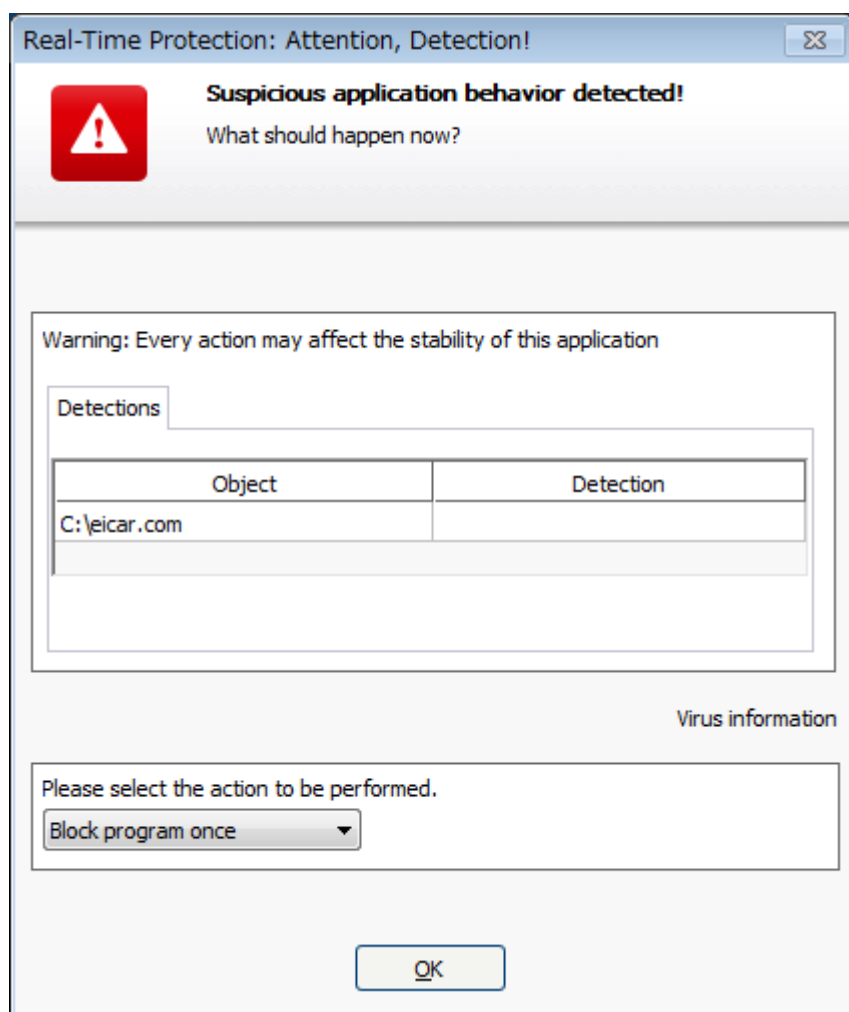 Real-Time Protection: Attention, Detection!
Suspicious application behavior detected!
What should happen now?
Warning: Every action may affect the stability of this application
Detections
Object Detection
C:\eicar.com
Virus information
Please select the action to be performed.
Block program once
OK